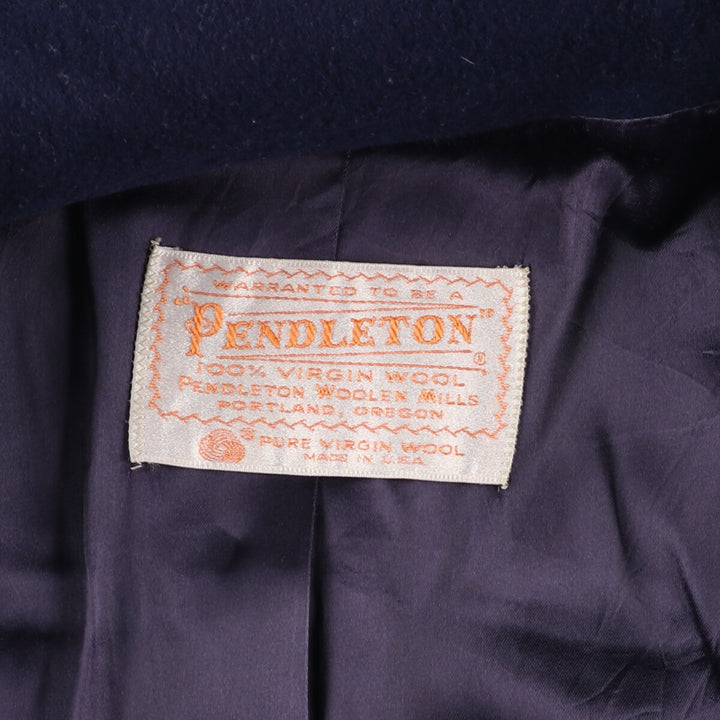 WARRANTED TO BE A
"PENDLETON"®
100% VIRGIN WOOL
PENDLETON WOOLEN MILLS
PORTLAND, OREGON
® PURE VIRGIN WOOL
MADE IN U.S.A.